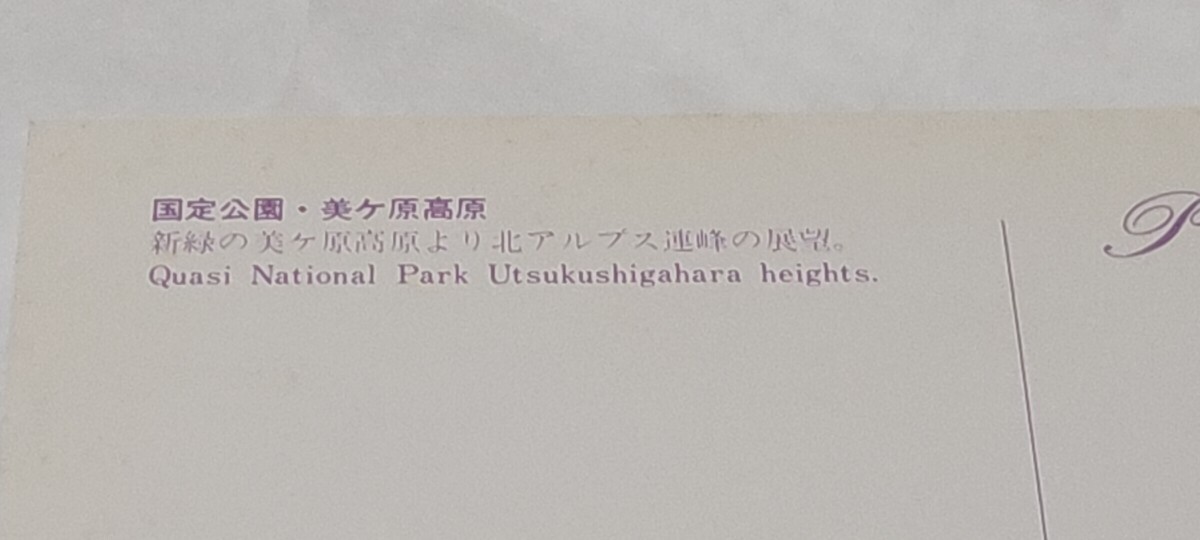 国定公園・美ケ原高原
新緑の美ケ原高原より北アルプス連峰の展望。
Quasi National Park Utsukushigahara heights.
P